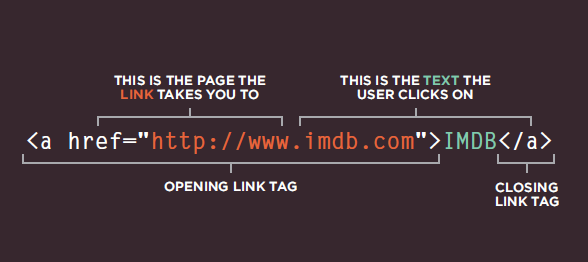 THIS IS THE PAGE THE
LINK TAKES YOU TO
THIS IS THE TEXT THE
USER CLICKS ON
<a href="http://www.imdb.com">IMDB</a>
OPENING LINK TAG
CLOSING
LINK TAG